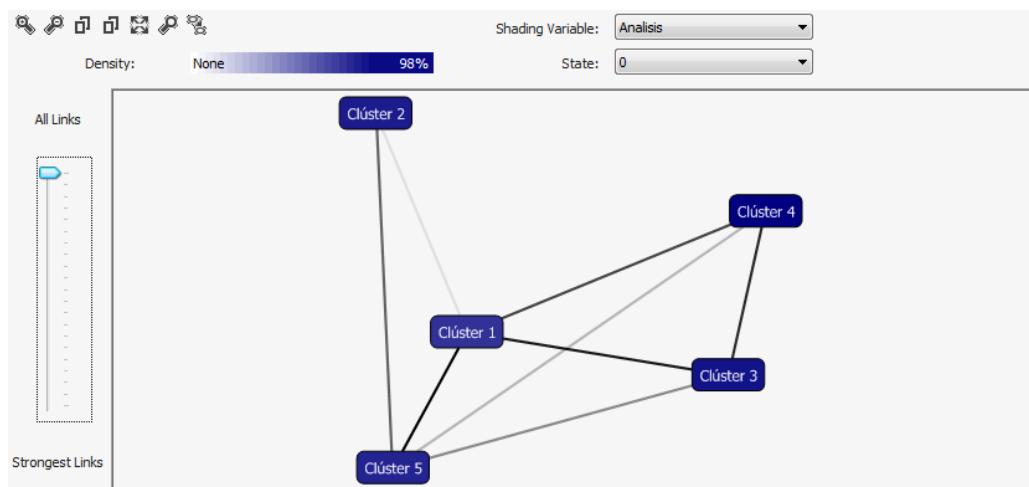 Shading Variable: Analisis
Density: None 98% State: 0
All Links
Clúster 2
Clúster 4
Clúster 1
Clúster 3
Strongest Links
Clúster 5